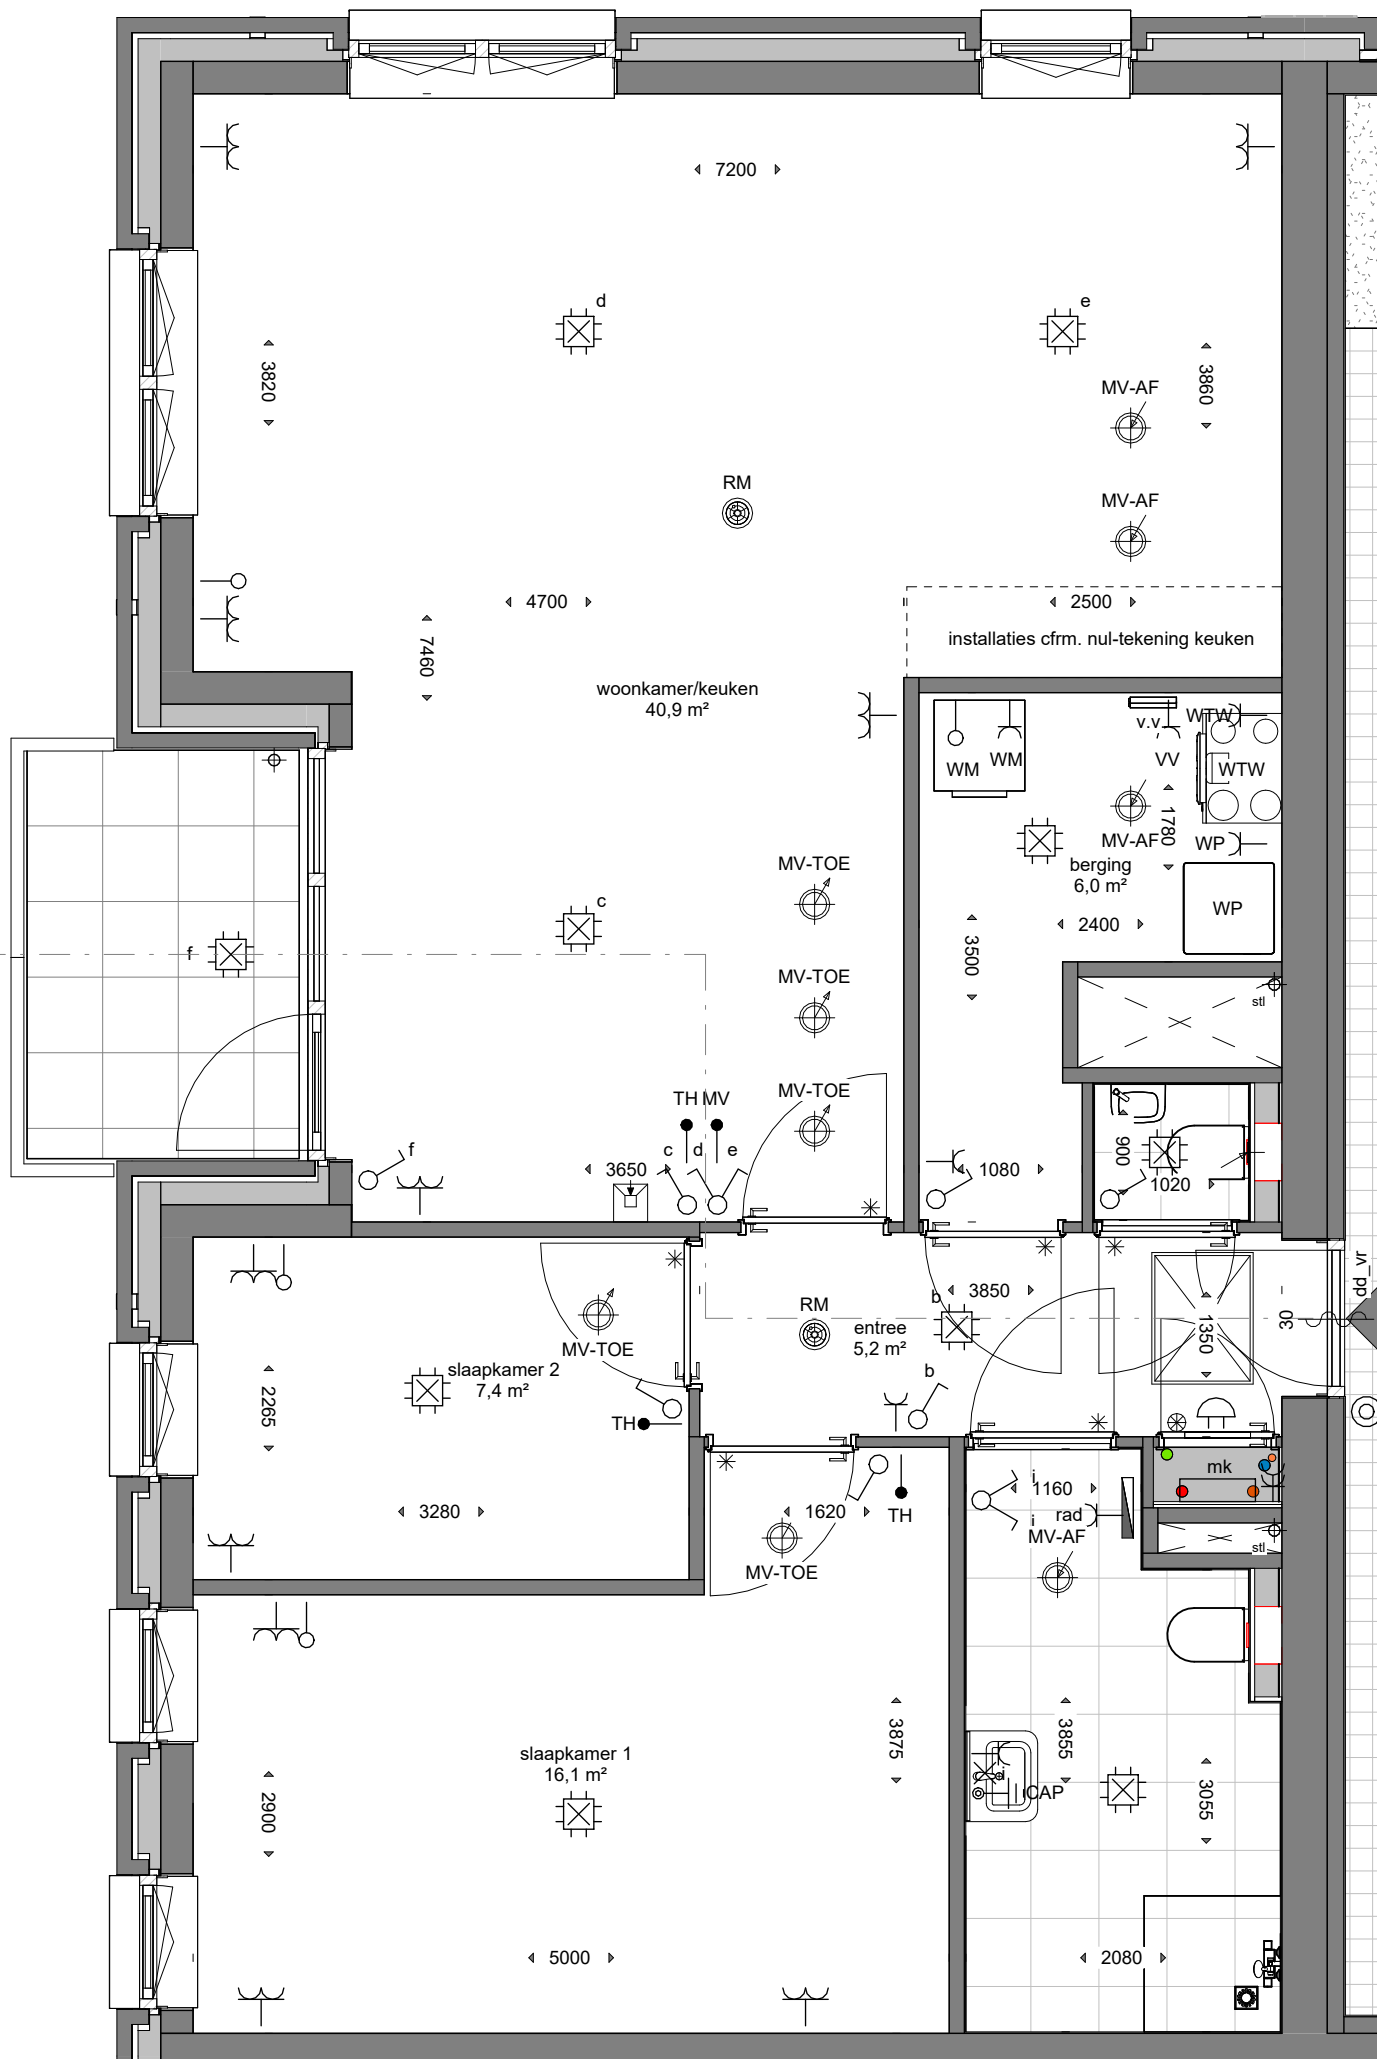 7200
d
e
3820
3860
MV-AF
RM
MV-AF
4700
2500
7460
installaties cfrm. nul-tekening keuken
woonkamer/keuken
40,9 m²
v.v.
WTW
WM
WM
VV
WTW
1780
MV-AF
WP
berging
6,0 m²
MV-TOE
c
WP
2400
f
3500
MV-TOE
stl
MV-TOE
TH MV
f
c
d
e
900
3650
1080
1020
dd_vr
3850
b
RM
entree
5,2 m²
1350
30
MV-TOE
slaapkamer 2
7,4 m²
b
2265
TH
mk
i
1160
3280
1620
TH
i
rad
MV-AF
stl
MV-TOE
3875
3855
slaapkamer 1
16,1 m²
i
CAP
2900
3055
5000
2080